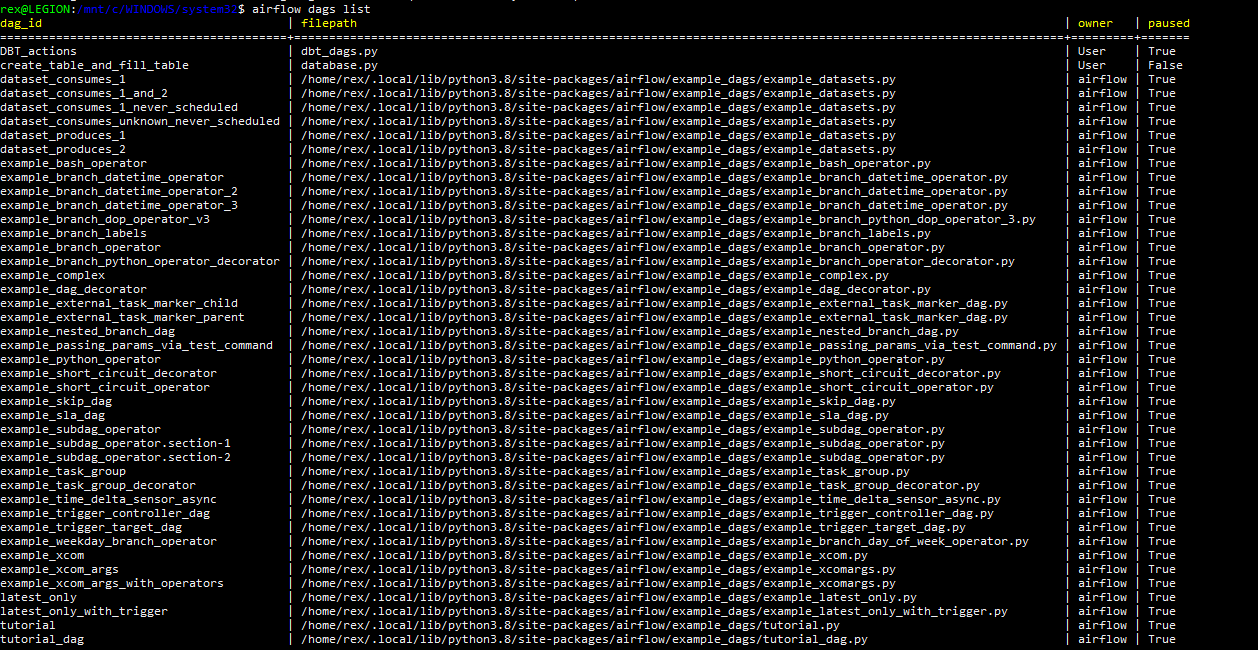 rex@LEGION:/mnt/c/WINDOWS/system32$ airflow dags list
dag_id | filepath | owner | paused
=========================================+==============================================================================================================+=========+=======
DBT_actions | dbt_dags.py | User | True
create_table_and_fill_table | database.py | User | False
dataset_consumes_1 | /home/rex/.local/lib/python3.8/site-packages/airflow/example_dags/example_datasets.py | airflow | True
dataset_consumes_1_and_2 | /home/rex/.local/lib/python3.8/site-packages/airflow/example_dags/example_datasets.py | airflow | True
dataset_consumes_1_never_scheduled | /home/rex/.local/lib/python3.8/site-packages/airflow/example_dags/example_datasets.py | airflow | True
dataset_consumes_unknown_never_scheduled | /home/rex/.local/lib/python3.8/site-packages/airflow/example_dags/example_datasets.py | airflow | True
dataset_produces_1 | /home/rex/.local/lib/python3.8/site-packages/airflow/example_dags/example_datasets.py | airflow | True
dataset_produces_2 | /home/rex/.local/lib/python3.8/site-packages/airflow/example_dags/example_datasets.py | airflow | True
example_bash_operator | /home/rex/.local/lib/python3.8/site-packages/airflow/example_dags/example_bash_operator.py | airflow | True
example_branch_datetime_operator | /home/rex/.local/lib/python3.8/site-packages/airflow/example_dags/example_branch_datetime_operator.py | airflow | True
example_branch_datetime_operator_2 | /home/rex/.local/lib/python3.8/site-packages/airflow/example_dags/example_branch_datetime_operator.py | airflow | True
example_branch_datetime_operator_3 | /home/rex/.local/lib/python3.8/site-packages/airflow/example_dags/example_branch_datetime_operator.py | airflow | True
example_branch_dop_operator_v3 | /home/rex/.local/lib/python3.8/site-packages/airflow/example_dags/example_branch_python_dop_operator_3.py | airflow | True
example_branch_labels | /home/rex/.local/lib/python3.8/site-packages/airflow/example_dags/example_branch_labels.py | airflow | True
example_branch_operator | /home/rex/.local/lib/python3.8/site-packages/airflow/example_dags/example_branch_operator.py | airflow | True
example_branch_python_operator_decorator | /home/rex/.local/lib/python3.8/site-packages/airflow/example_dags/example_branch_operator_decorator.py | airflow | True
example_complex | /home/rex/.local/lib/python3.8/site-packages/airflow/example_dags/example_complex.py | airflow | True
example_dag_decorator | /home/rex/.local/lib/python3.8/site-packages/airflow/example_dags/example_dag_decorator.py | airflow | True
example_external_task_marker_child | /home/rex/.local/lib/python3.8/site-packages/airflow/example_dags/example_external_task_marker_dag.py | airflow | True
example_external_task_marker_parent | /home/rex/.local/lib/python3.8/site-packages/airflow/example_dags/example_external_task_marker_dag.py | airflow | True
example_nested_branch_dag | /home/rex/.local/lib/python3.8/site-packages/airflow/example_dags/example_nested_branch_dag.py | airflow | True
example_passing_params_via_test_command | /home/rex/.local/lib/python3.8/site-packages/airflow/example_dags/example_passing_params_via_test_command.py | airflow | True
example_python_operator | /home/rex/.local/lib/python3.8/site-packages/airflow/example_dags/example_python_operator.py | airflow | True
example_short_circuit_decorator | /home/rex/.local/lib/python3.8/site-packages/airflow/example_dags/example_short_circuit_decorator.py | airflow | True
example_short_circuit_operator | /home/rex/.local/lib/python3.8/site-packages/airflow/example_dags/example_short_circuit_operator.py | airflow | True
example_skip_dag | /home/rex/.local/lib/python3.8/site-packages/airflow/example_dags/example_skip_dag.py | airflow | True
example_sla_dag | /home/rex/.local/lib/python3.8/site-packages/airflow/example_dags/example_sla_dag.py | airflow | True
example_subdag_operator | /home/rex/.local/lib/python3.8/site-packages/airflow/example_dags/example_subdag_operator.py | airflow | True
example_subdag_operator.section-1 | /home/rex/.local/lib/python3.8/site-packages/airflow/example_dags/example_subdag_operator.py | airflow | True
example_subdag_operator.section-2 | /home/rex/.local/lib/python3.8/site-packages/airflow/example_dags/example_subdag_operator.py | airflow | True
example_task_group | /home/rex/.local/lib/python3.8/site-packages/airflow/example_dags/example_task_group.py | airflow | True
example_task_group_decorator | /home/rex/.local/lib/python3.8/site-packages/airflow/example_dags/example_task_group_decorator.py | airflow | True
example_time_delta_sensor_async | /home/rex/.local/lib/python3.8/site-packages/airflow/example_dags/example_time_delta_sensor_async.py | airflow | True
example_trigger_controller_dag | /home/rex/.local/lib/python3.8/site-packages/airflow/example_dags/example_trigger_controller_dag.py | airflow | True
example_trigger_target_dag | /home/rex/.local/lib/python3.8/site-packages/airflow/example_dags/example_trigger_target_dag.py | airflow | True
example_weekday_branch_operator | /home/rex/.local/lib/python3.8/site-packages/airflow/example_dags/example_branch_day_of_week_operator.py | airflow | True
example_xcom | /home/rex/.local/lib/python3.8/site-packages/airflow/example_dags/example_xcom.py | airflow | True
example_xcom_args | /home/rex/.local/lib/python3.8/site-packages/airflow/example_dags/example_xcomargs.py | airflow | True
example_xcom_args_with_operators | /home/rex/.local/lib/python3.8/site-packages/airflow/example_dags/example_xcomargs.py | airflow | True
latest_only | /home/rex/.local/lib/python3.8/site-packages/airflow/example_dags/example_latest_only.py | airflow | True
latest_only_with_trigger | /home/rex/.local/lib/python3.8/site-packages/airflow/example_dags/example_latest_only_with_trigger.py | airflow | True
tutorial | /home/rex/.local/lib/python3.8/site-packages/airflow/example_dags/tutorial.py | airflow | True
tutorial_dag | /home/rex/.local/lib/python3.8/site-packages/airflow/example_dags/tutorial_dag.py | airflow | True